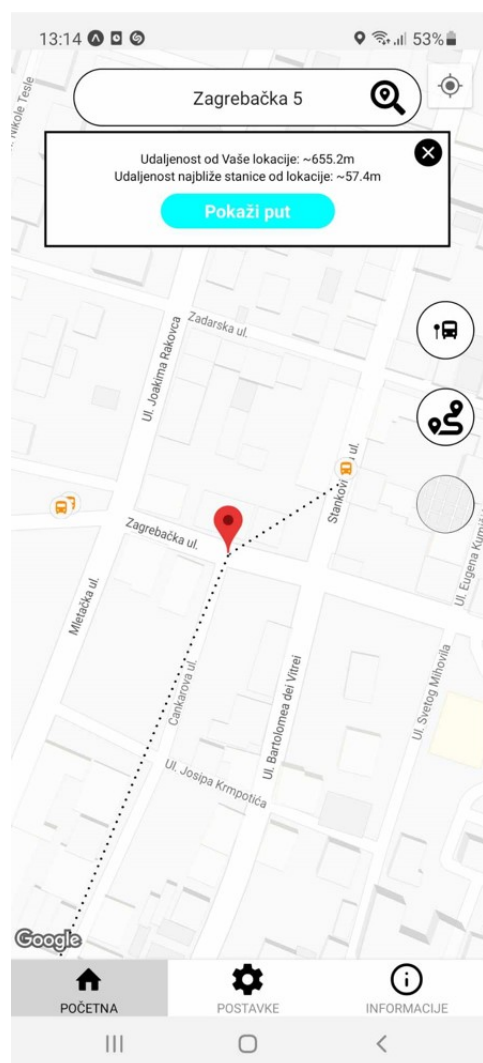 13:14
53%
Nikole Tesle
Zagrebačka 5
Udaljenost od Vaše lokacije: ~655.2m
Udaljenost najbliže stanice od lokacije: ~57.4m
Pokaži put
Zadarska ul.
Ul. Joakima Rakovca
Stankovi
ul.
Zagrebačka ul.
Mletačka ul.
Cankarova ul.
Ul. Bartolomea dei Vitrei
Ul. Svetog Mihovila
Ul. Eugena
Ul. Josipa Krmpotića
Google
POČETNA
POSTAVKE
INFORMACIJE